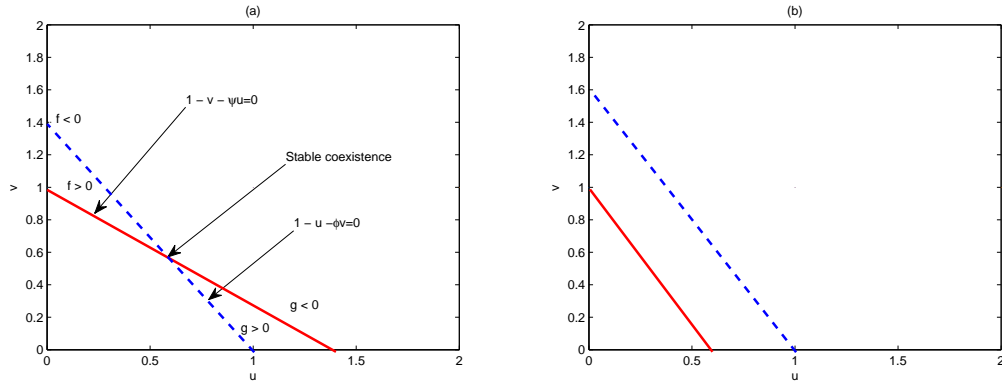 (a)
2
1.8
1.6
1.4
1.2
1
0.8
0.6
0.4
0.2
0
v
0 0.5 1 1.5 2
u
f < 0
f > 0
1 − v − ψu=0
Stable coexistence
1 − u −ϕv=0
g < 0
g > 0
(b)
2
1.8
1.6
1.4
1.2
1
0.8
0.6
0.4
0.2
0
v
0 0.5 1 1.5 2
u